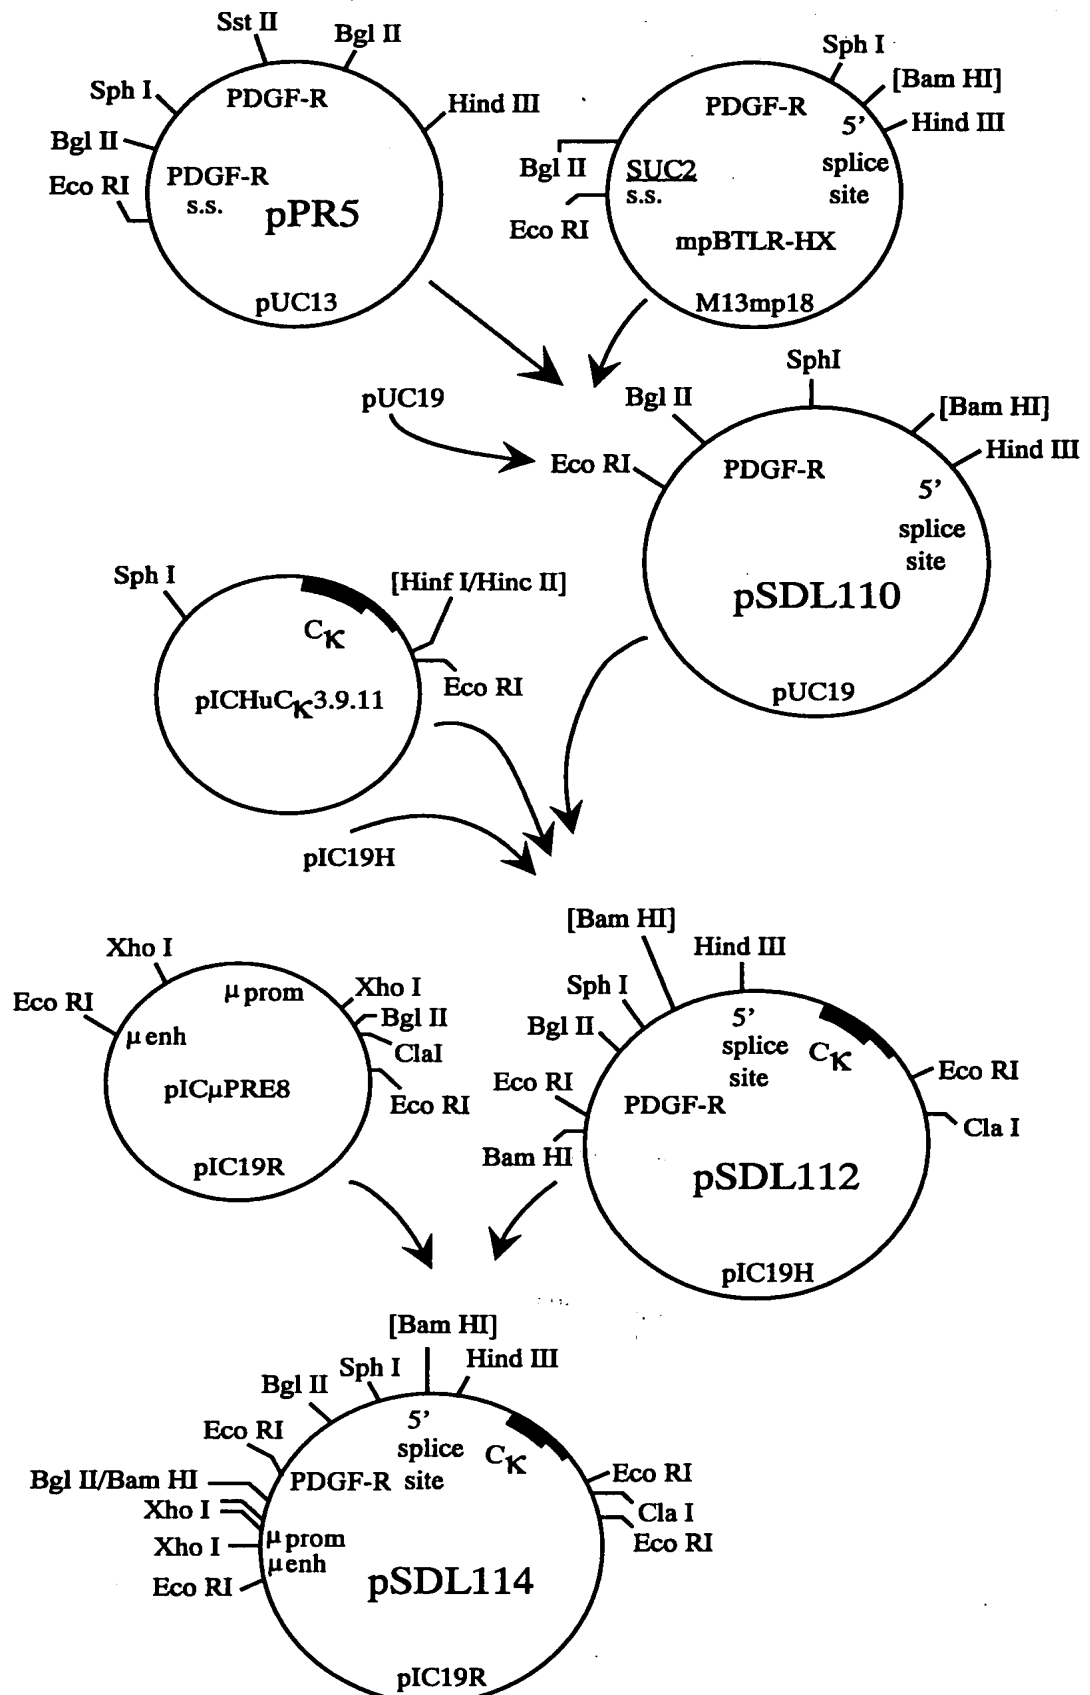 Sst II
Bgl II
Sph I
PDGF-R
Hind III
Bgl II
Eco RI
PDGF-R
s.s.
pPR5
pUC13
Sph I
[Bam HI]
PDGF-R
5'
Hind III
splice
site
Bgl II
SUC2
s.s.
Eco RI
mpBTLR-HX
M13mp18
pUC19
SphI
Bgl II
[Bam HI]
Hind III
Eco RI
PDGF-R
5'
splice
site
pSDL110
pUC19
Sph I
[Hinf I/Hinc II]
Cκ
Eco RI
pICHuCκ3.9.11
pIC19H
Xho I
Eco RI
μ prom
Xho I
μ enh
Bgl II
ClaI
pICμPRE8
Eco RI
pIC19R
[Bam HI]
Hind III
Sph I
Bgl II
5'
splice
site
Cκ
Eco RI
Eco RI
PDGF-R
Cla I
Bam HI
pSDL112
pIC19H
[Bam HI]
Sph I
Hind III
Bgl II
5'
Eco RI
splice
Cκ
Bgl II/Bam HI
PDGF-R site
Eco RI
Xho I
Cla I
Xho I
μ prom
Eco RI
μ enh
Eco RI
pSDL114
pIC19R